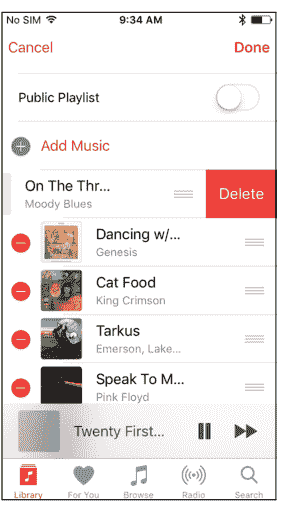 No SIM 9:34 AM
Cancel Done
Public Playlist
Add Music
On The Thr...
Moody Blues
Delete
Dancing w/...
Genesis
Cat Food
King Crimson
Tarkus
Emerson, Lake...
Speak To M...
Pink Floyd
Twenty First...
Library For You Browse Radio Search